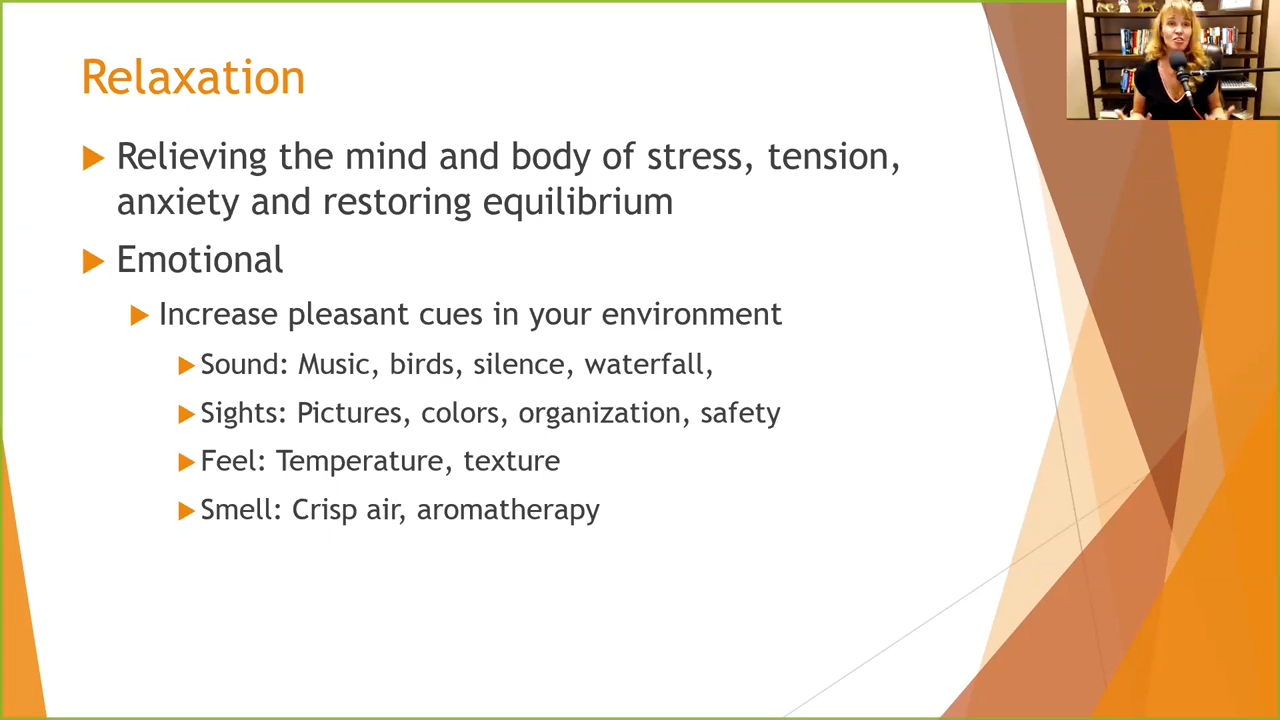 Relaxation
Relieving the mind and body of stress, tension,
anxiety and restoring equilibrium
Emotional
Increase pleasant cues in your environment
Sound: Music, birds, silence, waterfall,
Sights: Pictures, colors, organization, safety
Feel: Temperature, texture
Smell: Crisp air, aromatherapy